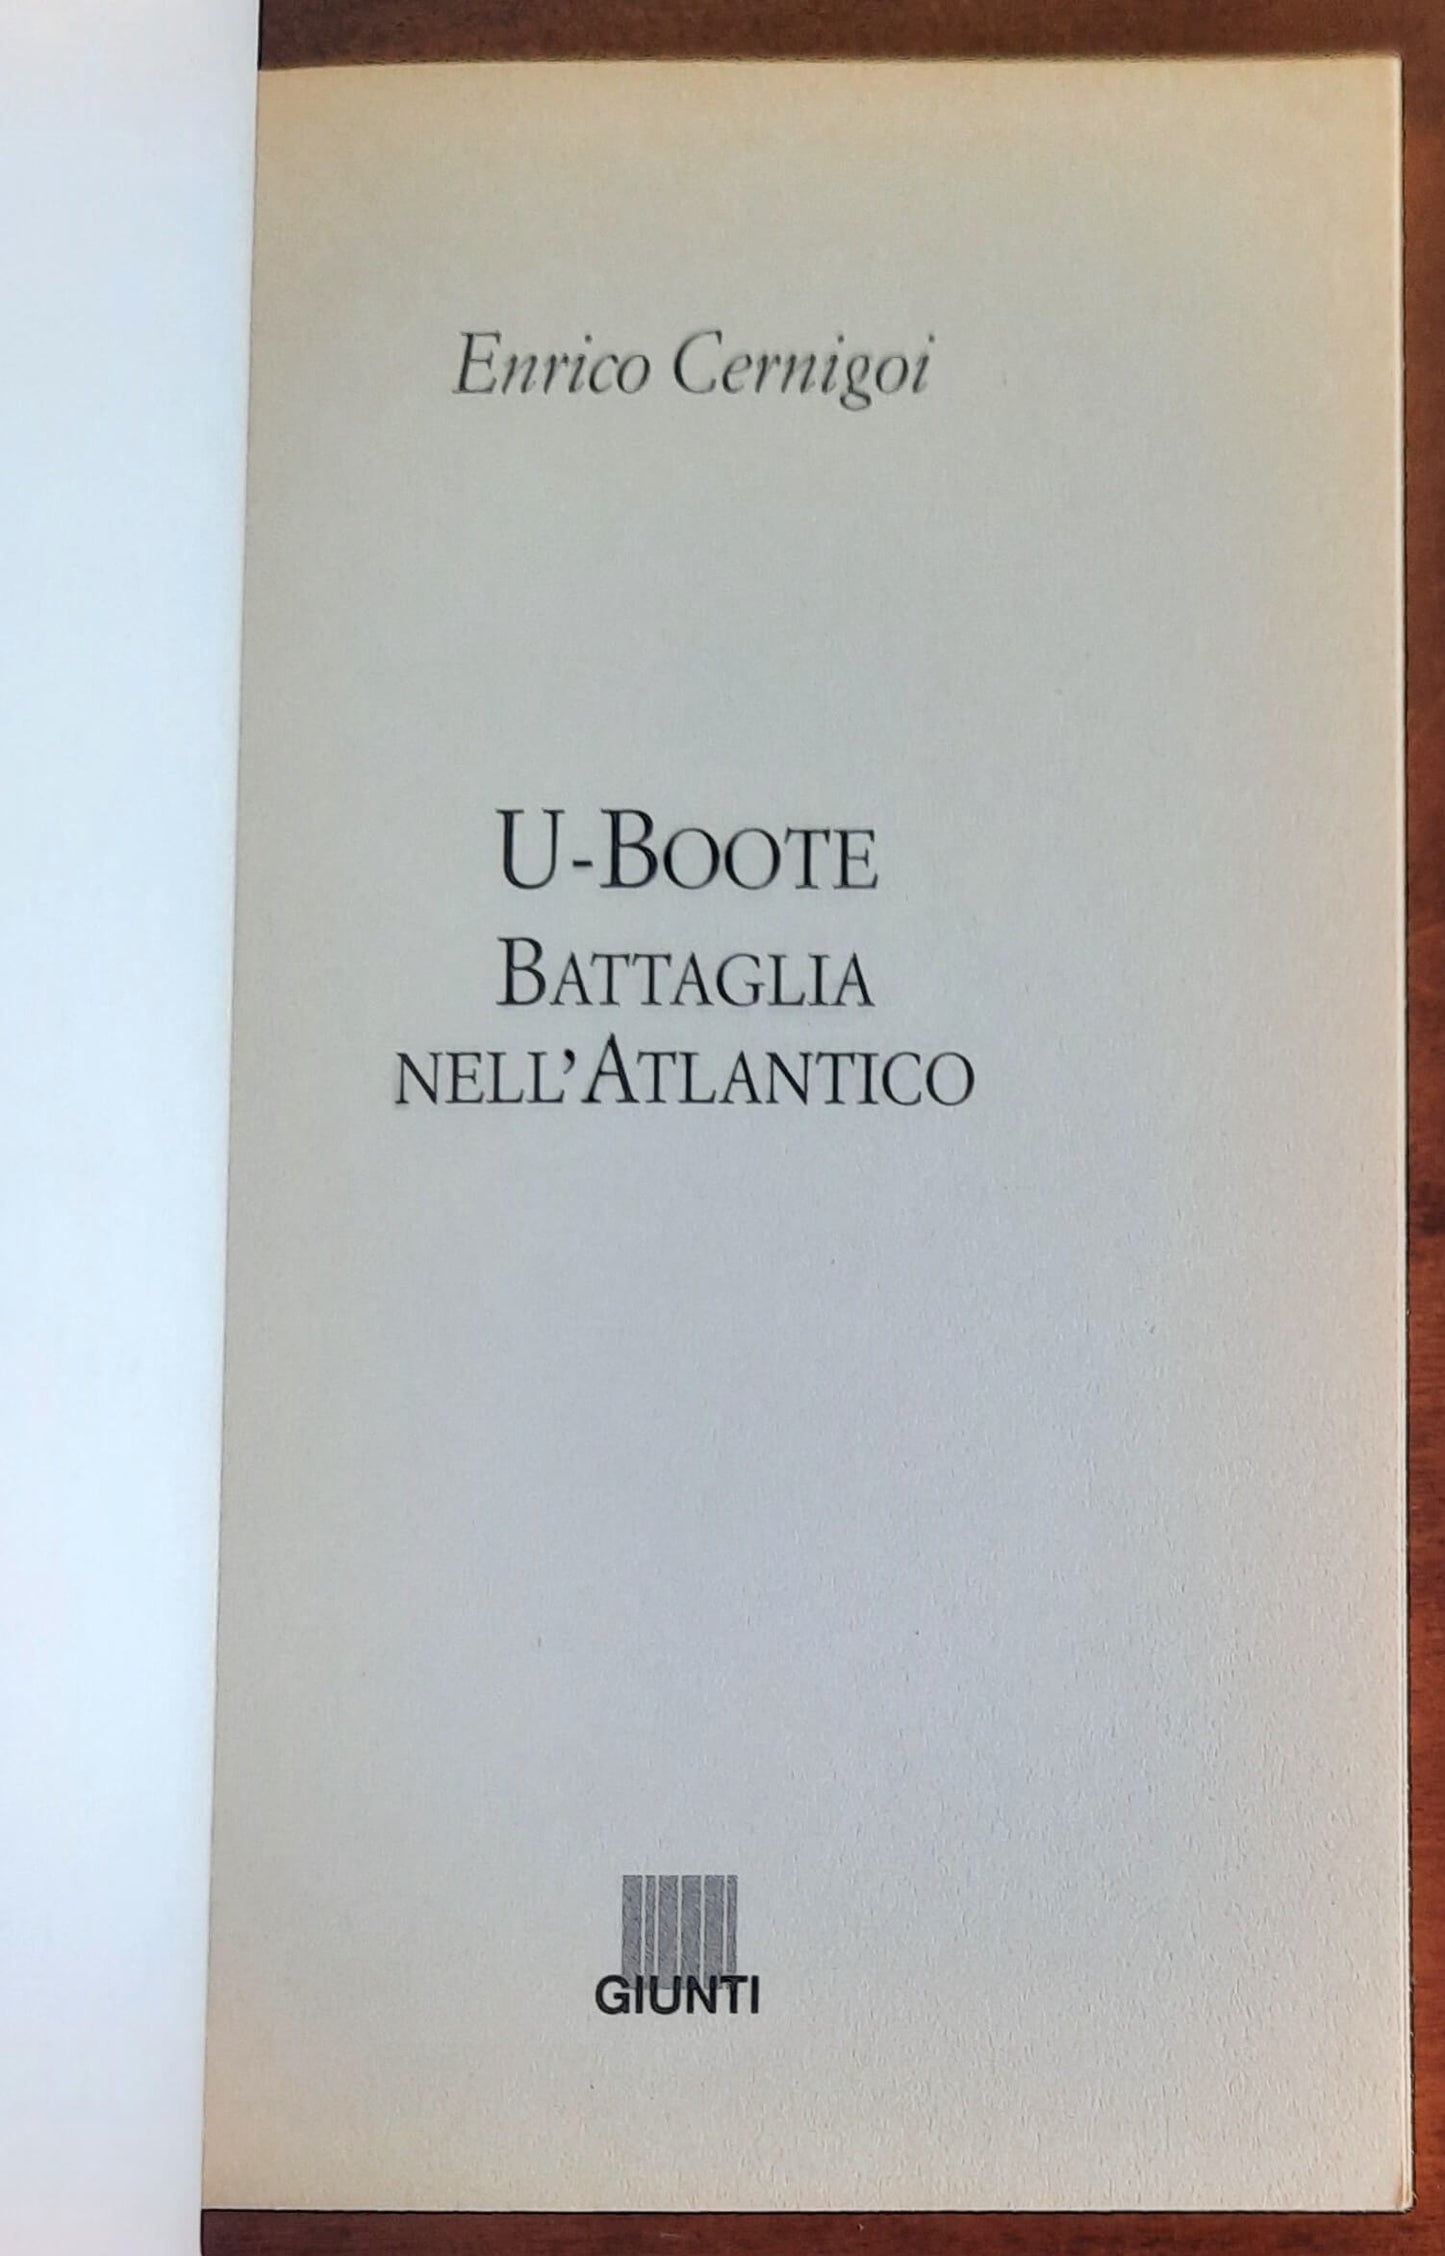 Enrico Cernigoi
U-BOOTE
BATTAGLIA
NELL'ATLANTICO
GIUNTI